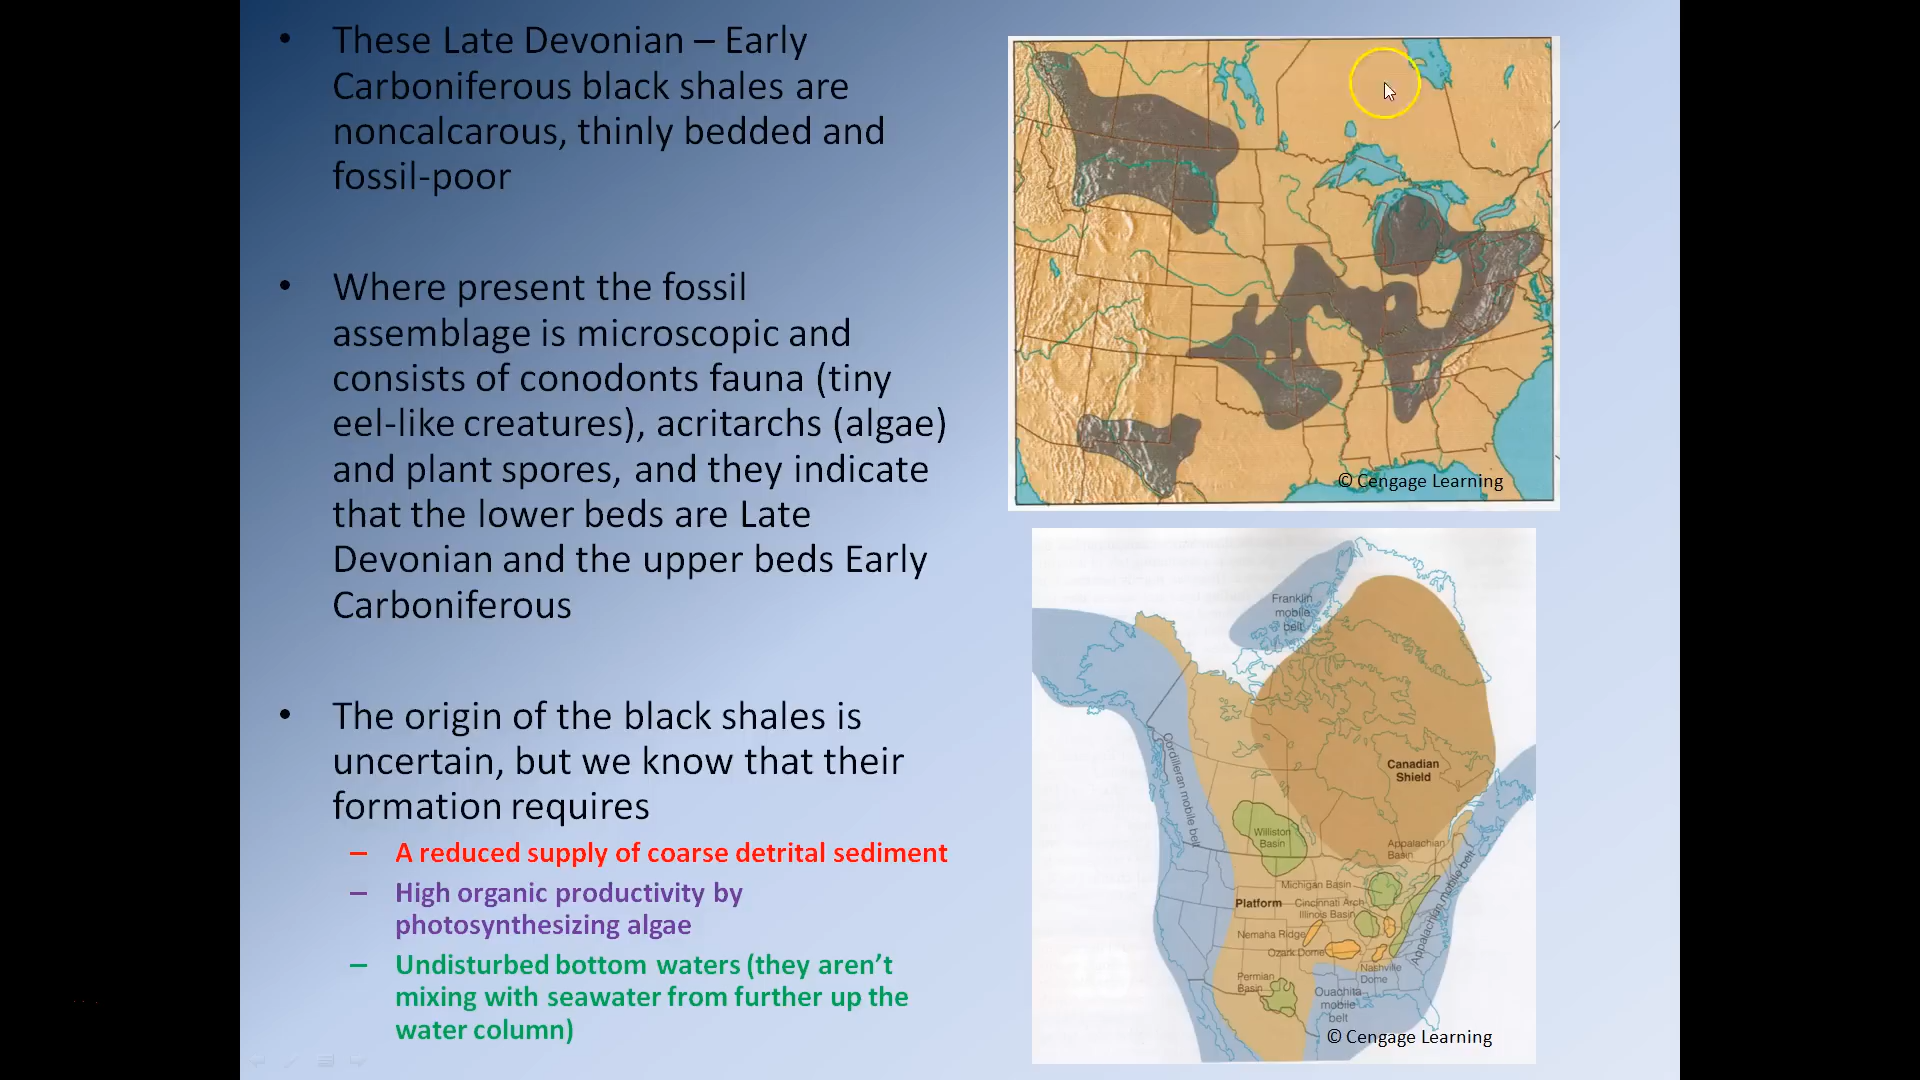 • These Late Devonian – Early
Carboniferous black shales are
noncalcarous, thinly bedded and
fossil-poor
• Where present the fossil
assemblage is microscopic and
consists of conodonts fauna (tiny
eel-like creatures), acritarchs (algae)
and plant spores, and they indicate
that the lower beds are Late
Devonian and the upper beds Early
Carboniferous
• The origin of the black shales is
uncertain, but we know that their
formation requires
– A reduced supply of coarse detrital sediment
– High organic productivity by
photosynthesizing algae
– Undisturbed bottom waters (they aren’t
mixing with seawater from further up the
water column)
© Cengage Learning
Franklin
mobile
belt
Cordilleran mobile belt
Canadian
Shield
Williston
Basin
Appalachian
Basin
Michigan Basin
Platform
Cincinnati Arch
Illinois Basin
Appalachian mobile belt
Nemaha Ridge
Ozark Dome
Nashville
Dome
Permian
Basin
Ouachita
mobile
belt
© Cengage Learning